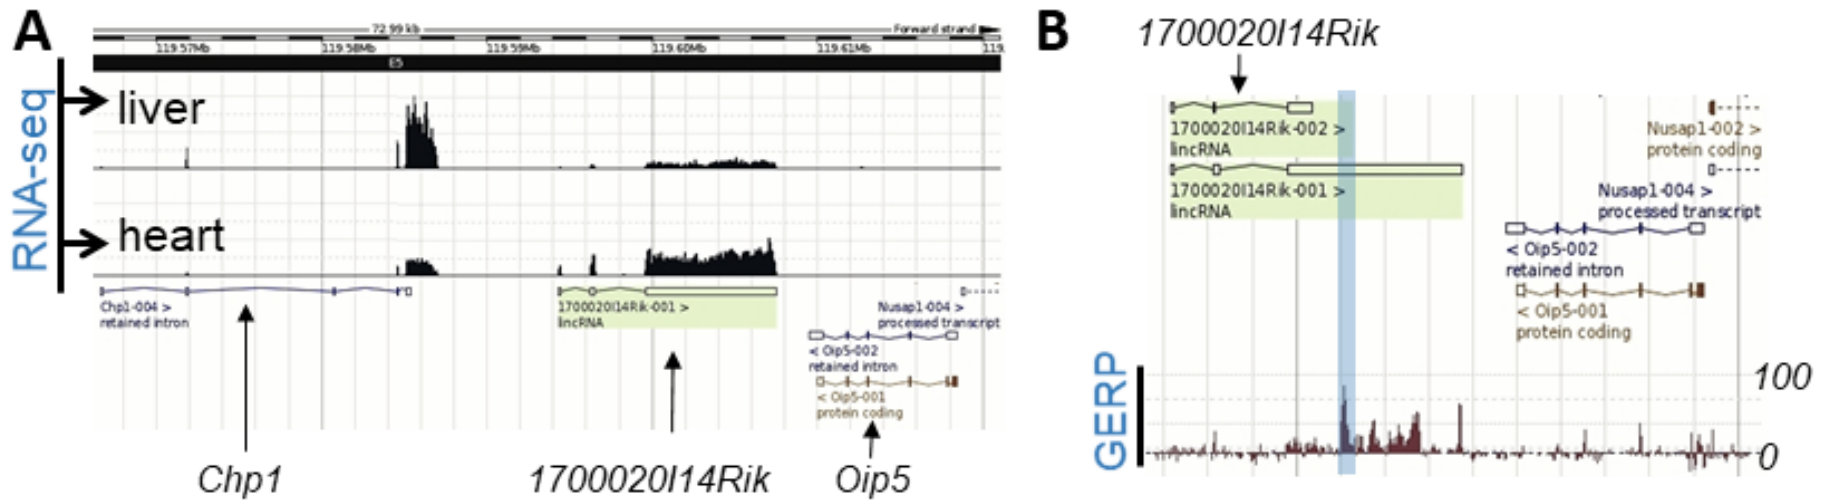 A
72.99 kb
Forward strand
119.57Mb 119.58Mb 119.59Mb 119.60Mb 119.61Mb 119.
E5
RNA-seq
liver
heart
Chp1-004 >
retained intron
1700020I14Rik-001 >
lincRNA
Nusap1-004 >
processed transcript
< Oip5-002
retained intron
< Oip5-001
protein coding
Chp1
1700020I14Rik
Oip5
B
1700020I14Rik
1700020I14Rik-002 >
lincRNA
Nusap1-002 >
protein coding
1700020I14Rik-001 >
lincRNA
Nusap1-004 >
processed transcript
< Oip5-002
retained intron
< Oip5-001
protein coding
GERP
100
0